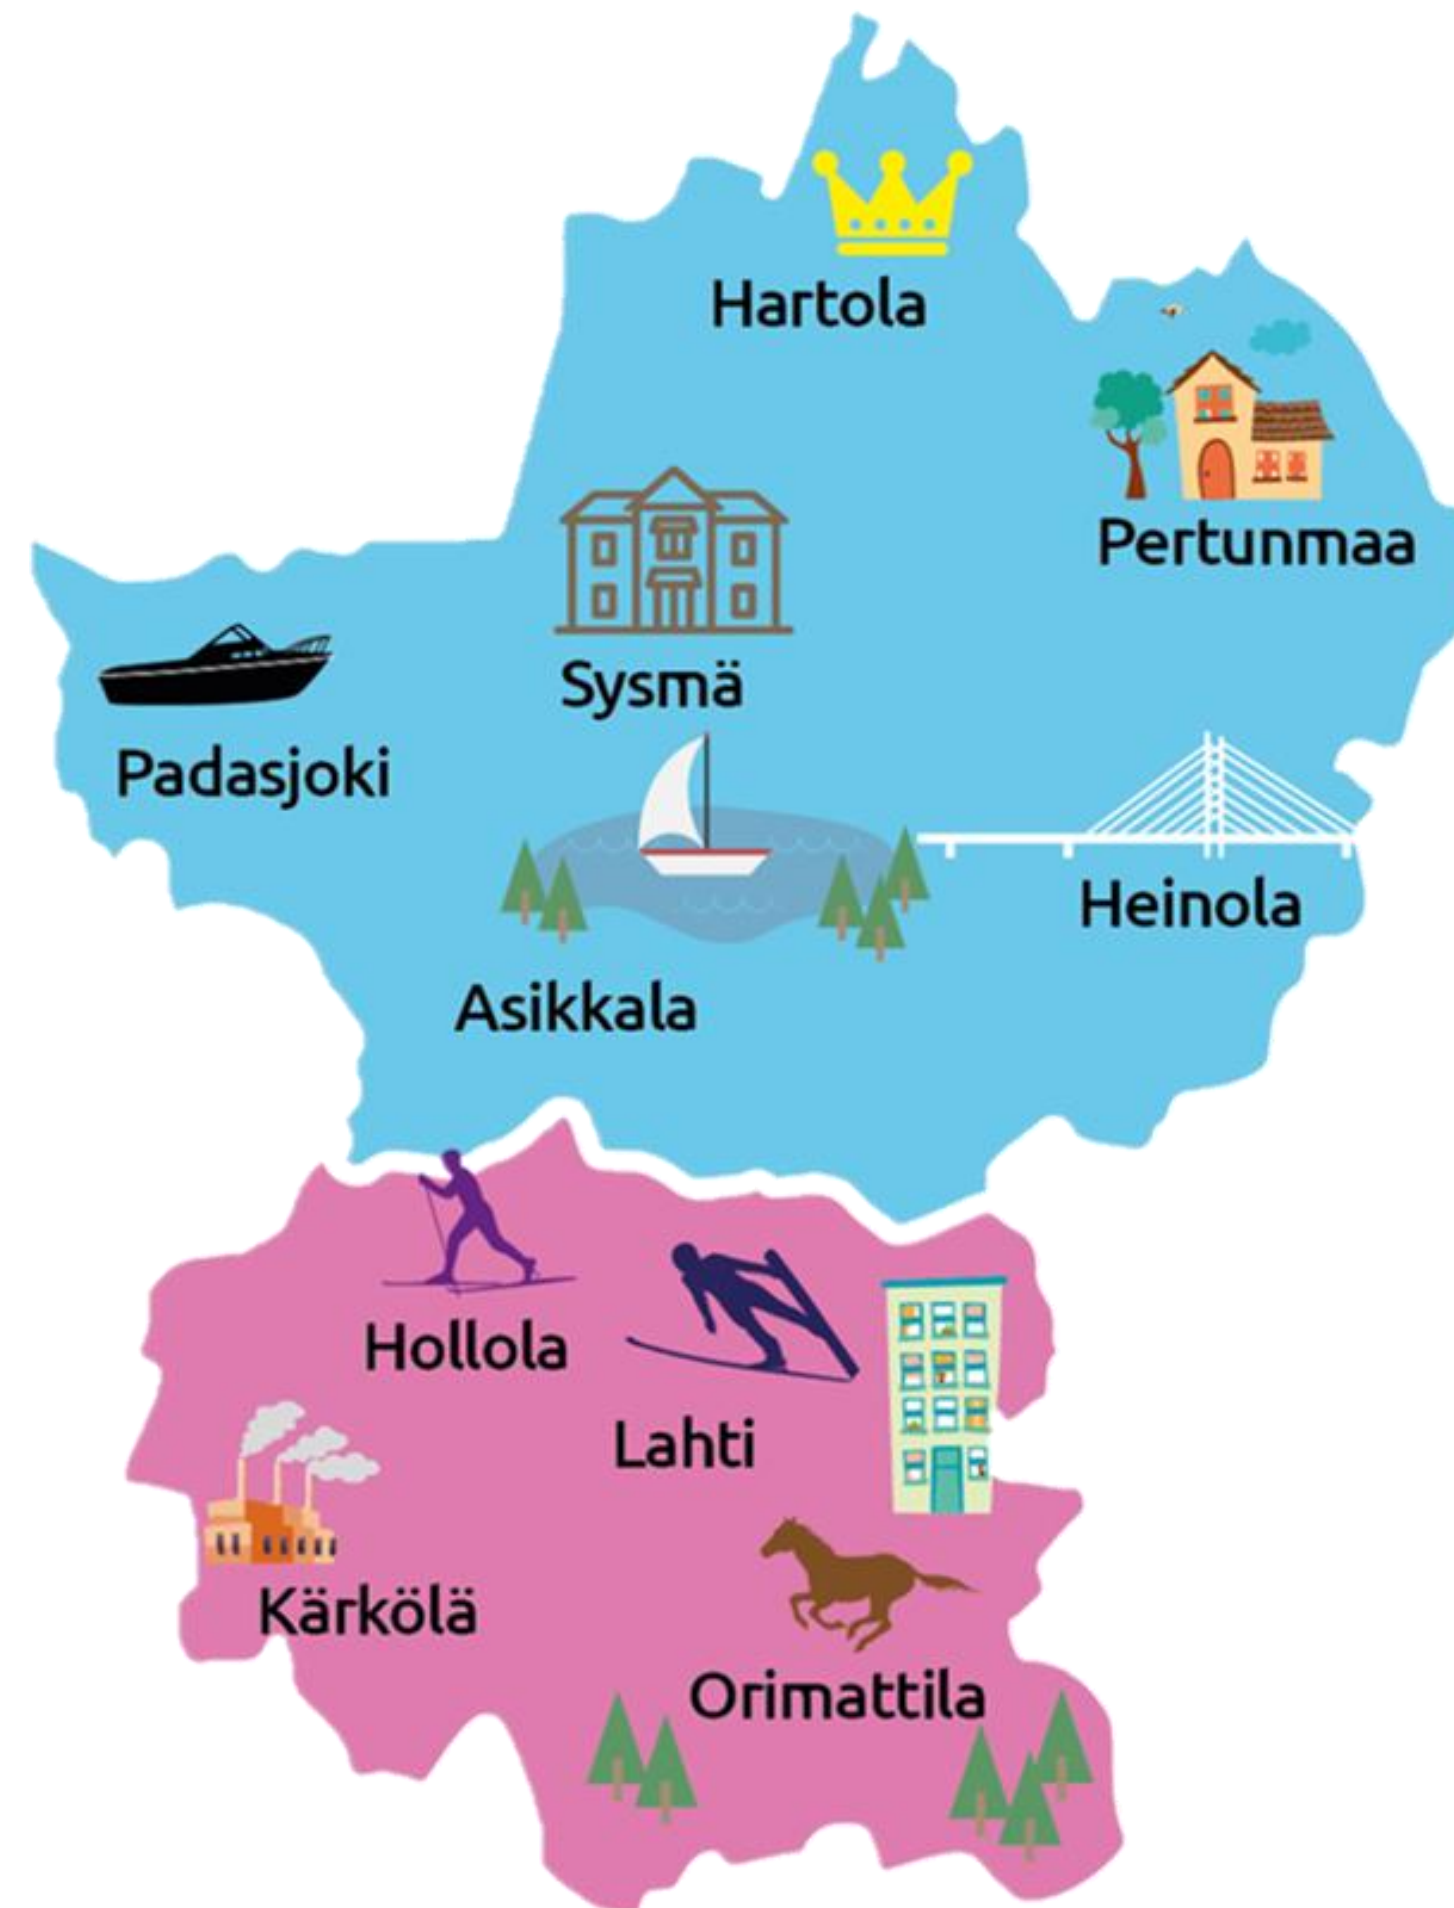 Hartola
Pertunmaa
Sysmä
Padasjoki
Heinola
Asikkala
Hollola
Lahti
Kärkölä
Orimattila